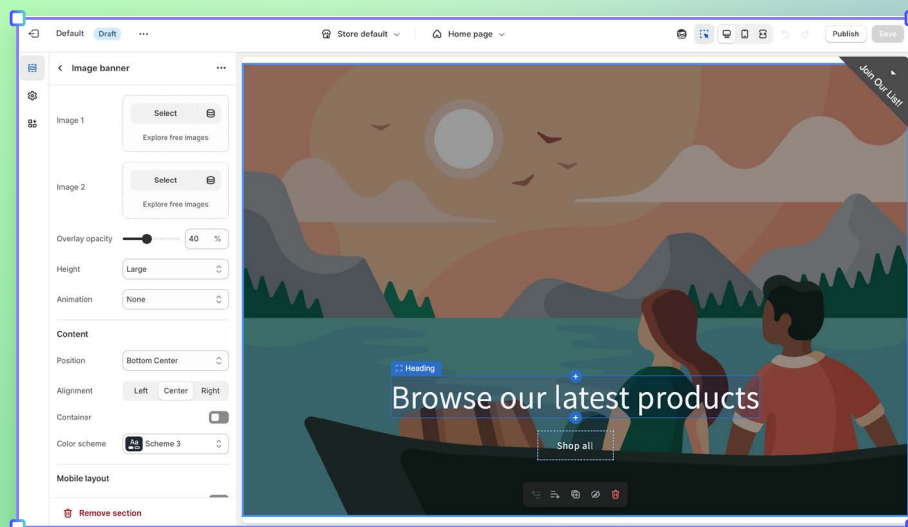 Default Draft
Store default
Home page
Publish
Save
Image banner
Image 1
Select
Explore free images
Image 2
Select
Explore free images
Overlay opacity
40 %
Height
Large
Animation
None
Content
Position
Bottom Center
Alignment
Left Center Right
Container
Color scheme
Aa Scheme 3
Mobile layout
Remove section
Join Our List!
Heading
Browse our latest products
Shop all